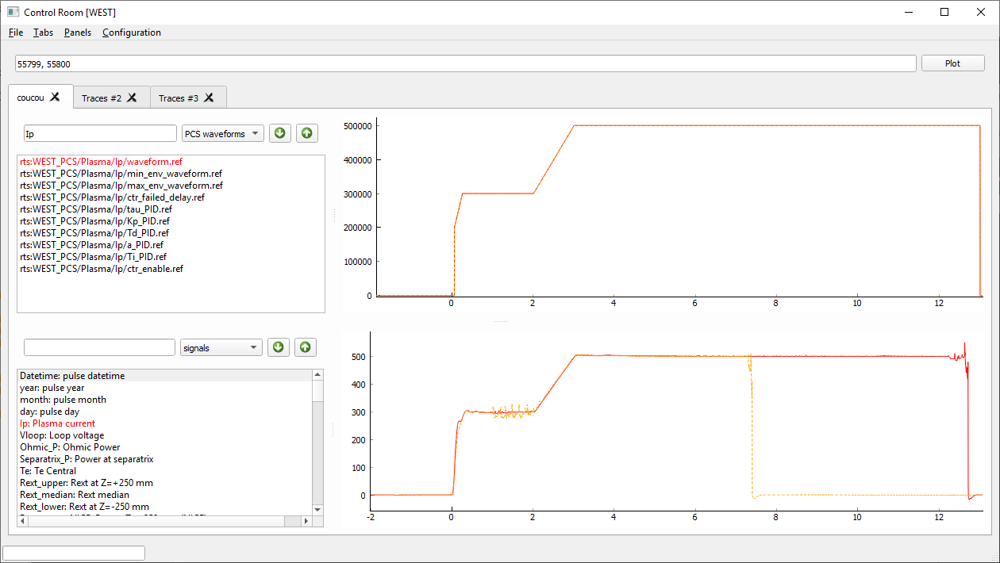 Control Room [WEST]
File Tabs Panels Configuration
55799, 55800
Plot
coucou Traces #2 Traces #3
Ip
PCS waveforms
rts:WEST_PCS/Plasma/Ip/waveform.ref
rts:WEST_PCS/Plasma/Ip/min_env_waveform.ref
rts:WEST_PCS/Plasma/Ip/max_env_waveform.ref
rts:WEST_PCS/Plasma/Ip/ctr_failed_delay.ref
rts:WEST_PCS/Plasma/Ip/tau_PID.ref
rts:WEST_PCS/Plasma/Ip/Kp_PID.ref
rts:WEST_PCS/Plasma/Ip/Td_PID.ref
rts:WEST_PCS/Plasma/Ip/a_PID.ref
rts:WEST_PCS/Plasma/Ip/Ti_PID.ref
rts:WEST_PCS/Plasma/Ip/ctr_enable.ref
500000
400000
300000
200000
100000
0
0 2 4 6 8 10 12
signals
Datetime: pulse datetime
year: pulse year
month: pulse month
day: pulse day
Ip: Plasma current
Vloop: Loop voltage
Ohmic_P: Ohmic Power
Separatrix_P: Power at separatrix
Te: Te Central
Rext_upper: Rext at Z=+250 mm
Rext_median: Rext median
Rext_lower: Rext at Z=-250 mm
500
400
300
200
100
0
-2 0 2 4 6 8 10 12